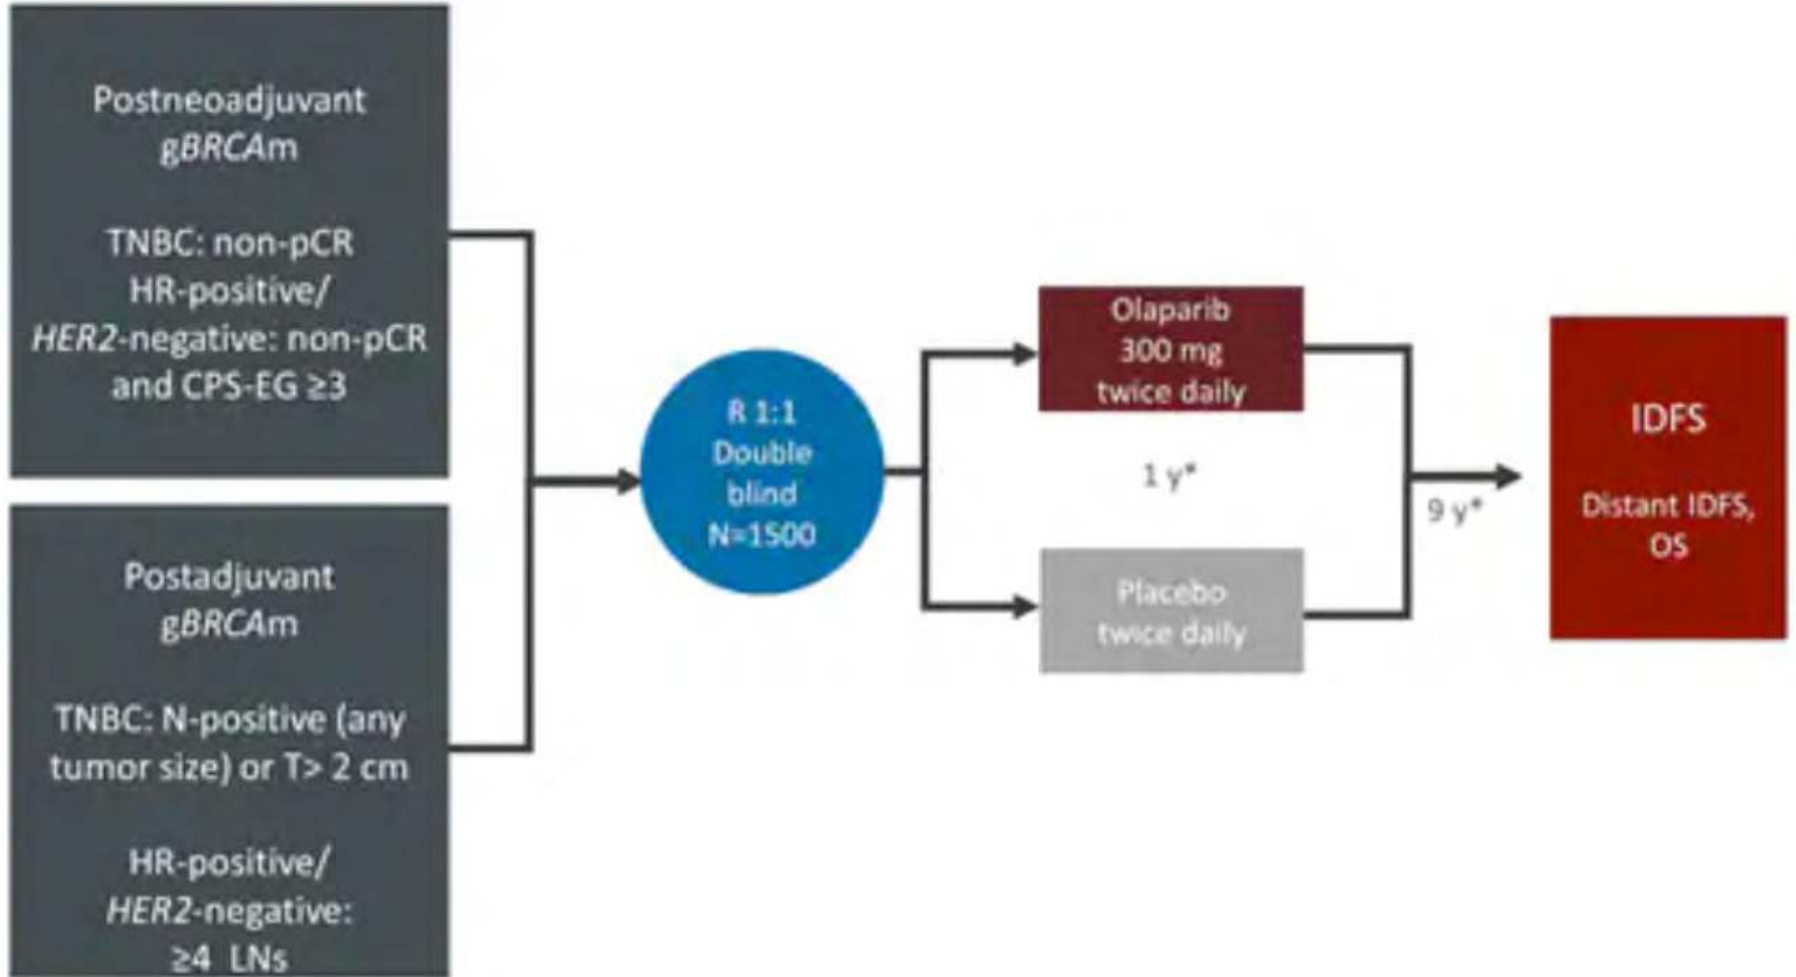 Postneoadjuvant
gBRCAm
TNBC: non-pCR
HR-positive/
HER2-negative: non-pCR
and CPS-EG ≥3
Postadjuvant
gBRCAm
TNBC: N-positive (any
tumor size) or T> 2 cm
HR-positive/
HER2-negative:
≥4 LNs
R 1:1
Double
blind
N=1500
Olaparib
300 mg
twice daily
1 y*
Placebo
twice daily
9 y*
IDFS
Distant IDFS,
OS